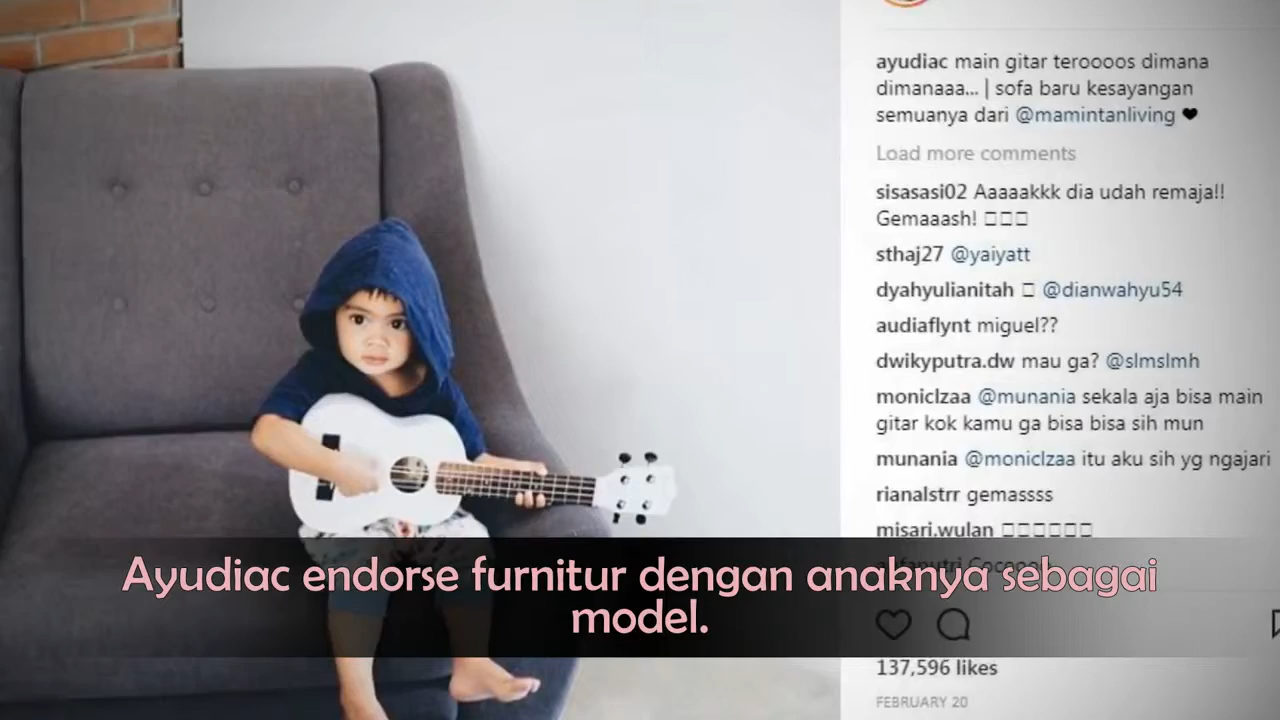 ayudiac main gitar teroooos dimana
dimanaaa... | sofa baru kesayangan
semuanya dari @mamintanliving ❤
Load more comments
sisasasi02 Aaaaakkk dia udah remaja!!
Gemaaash!
sthaj27 @yaiyatt
dyahyulianitah @dianwahyu54
audiaflynt miguel??
dwikyputra.dw mau ga? @slmslmh
moniclzaa @munania sekala aja bisa main
gitar kok kamu ga bisa bisa sih mun
munania @moniclzaa itu aku sih yg ngajari
rianalstrr gemassss
misari.wulan
Ayudiac endorse furnitur dengan anaknya sebagai
model.
137,596 likes
FEBRUARY 20